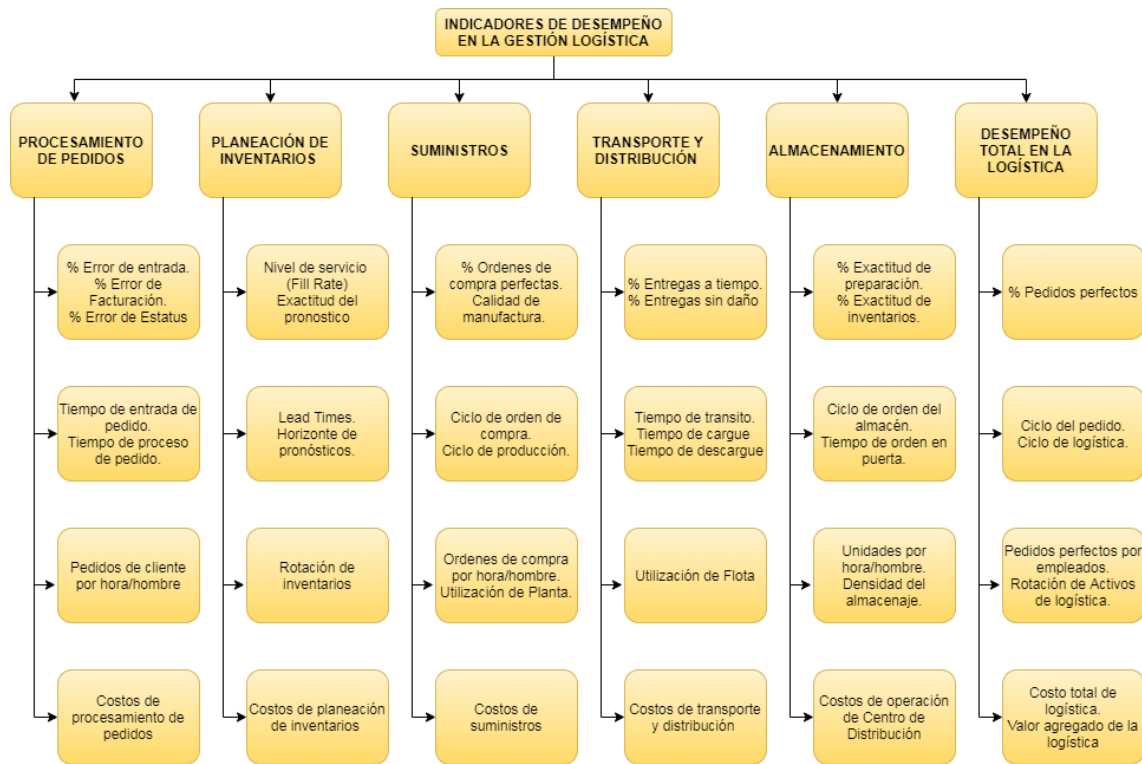 INDICADORES DE DESEMPEÑO
EN LA GESTIÓN LOGÍSTICA
PROCESAMIENTO
DE PEDIDOS
PLANEACIÓN DE
INVENTARIOS
SUMINISTROS
TRANSPORTE Y
DISTRIBUCIÓN
ALMACENAMIENTO
DESEMPEÑO
TOTAL EN LA
LOGÍSTICA
% Error de entrada.
% Error de
Facturación.
% Error de Estatus
Nivel de servicio
(Fill Rate)
Exactitud del
pronostico
% Ordenes de
compra perfectas.
Calidad de
manufactura.
% Entregas a tiempo.
% Entregas sin daño
% Exactitud de
preparación.
% Exactitud de
inventarios.
% Pedidos perfectos
Tiempo de entrada de
pedido.
Tiempo de proceso
de pedido.
Lead Times.
Horizonte de
pronósticos.
Ciclo de orden de
compra.
Ciclo de producción.
Tiempo de transito.
Tiempo de cargue
Tiempo de descargue
Ciclo de orden del
almacén.
Tiempo de orden en
puerta.
Ciclo del pedido.
Ciclo de logística.
Pedidos de cliente
por hora/hombre
Rotación de
inventarios
Ordenes de compra
por hora/hombre.
Utilización de Planta.
Utilización de Flota
Unidades por
hora/hombre.
Densidad del
almacenaje.
Pedidos perfectos por
empleados.
Rotación de Activos
de logística.
Costos de
procesamiento de
pedidos
Costos de planeación
de inventarios
Costos de
suministros
Costos de transporte
y distribución
Costos de operación
de Centro de
Distribución
Costo total de
logística.
Valor agregado de la
logística